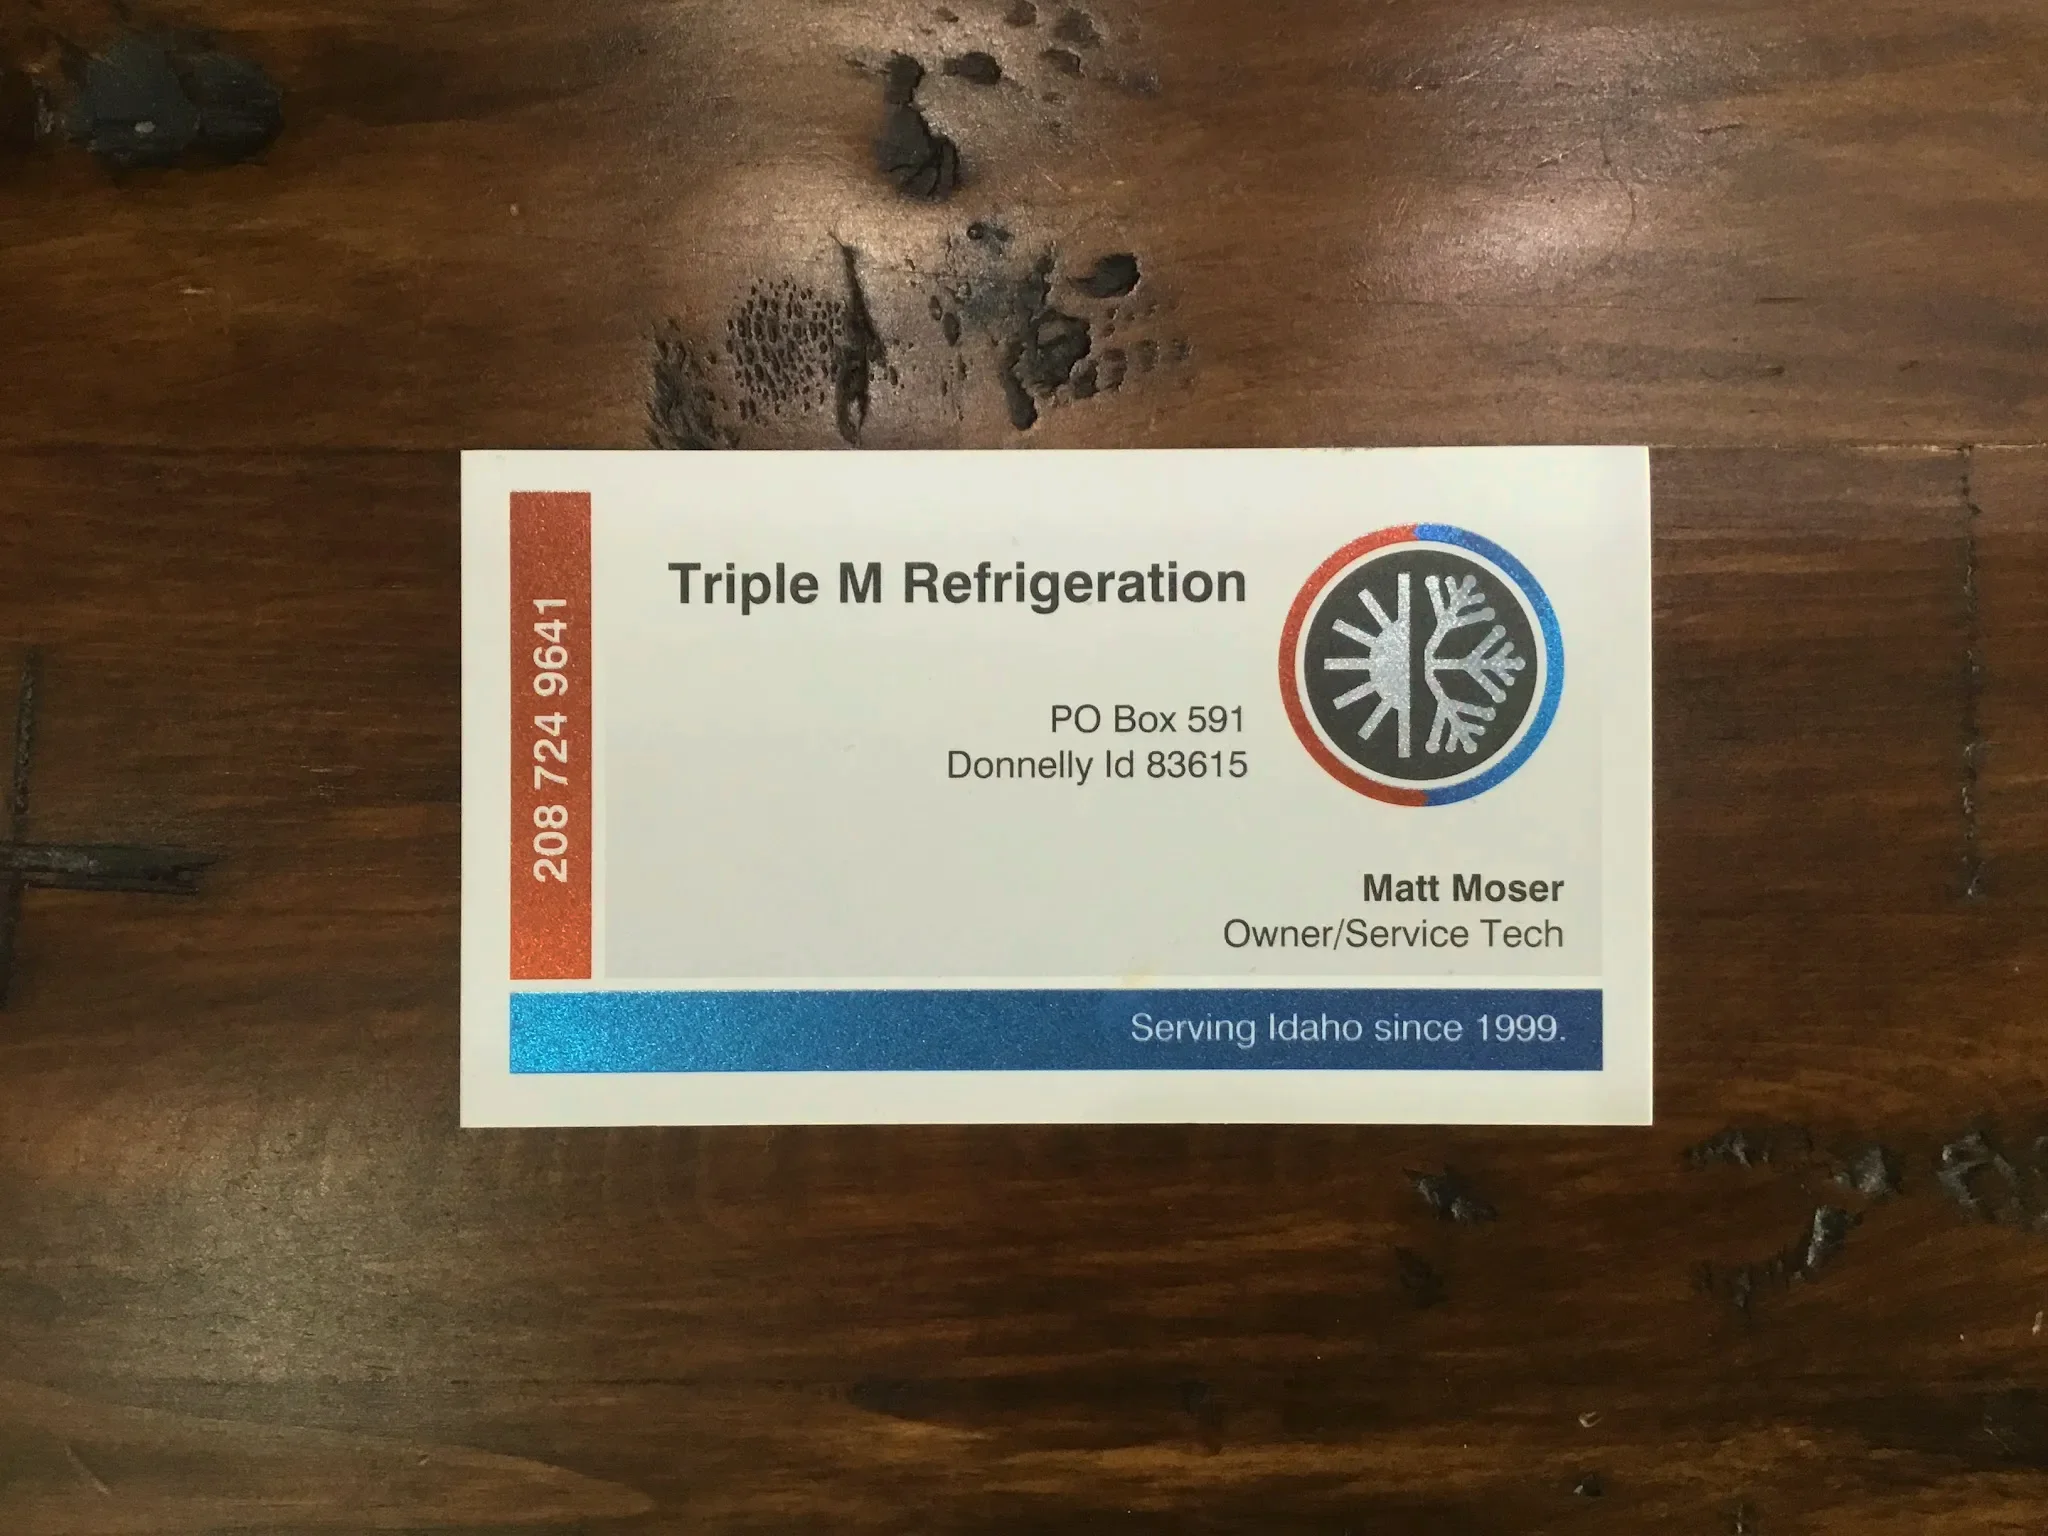 208 724 9641
Triple M Refrigeration
PO Box 591
Donnelly Id 83615
Matt Moser
Owner/Service Tech
Serving Idaho since 1999.